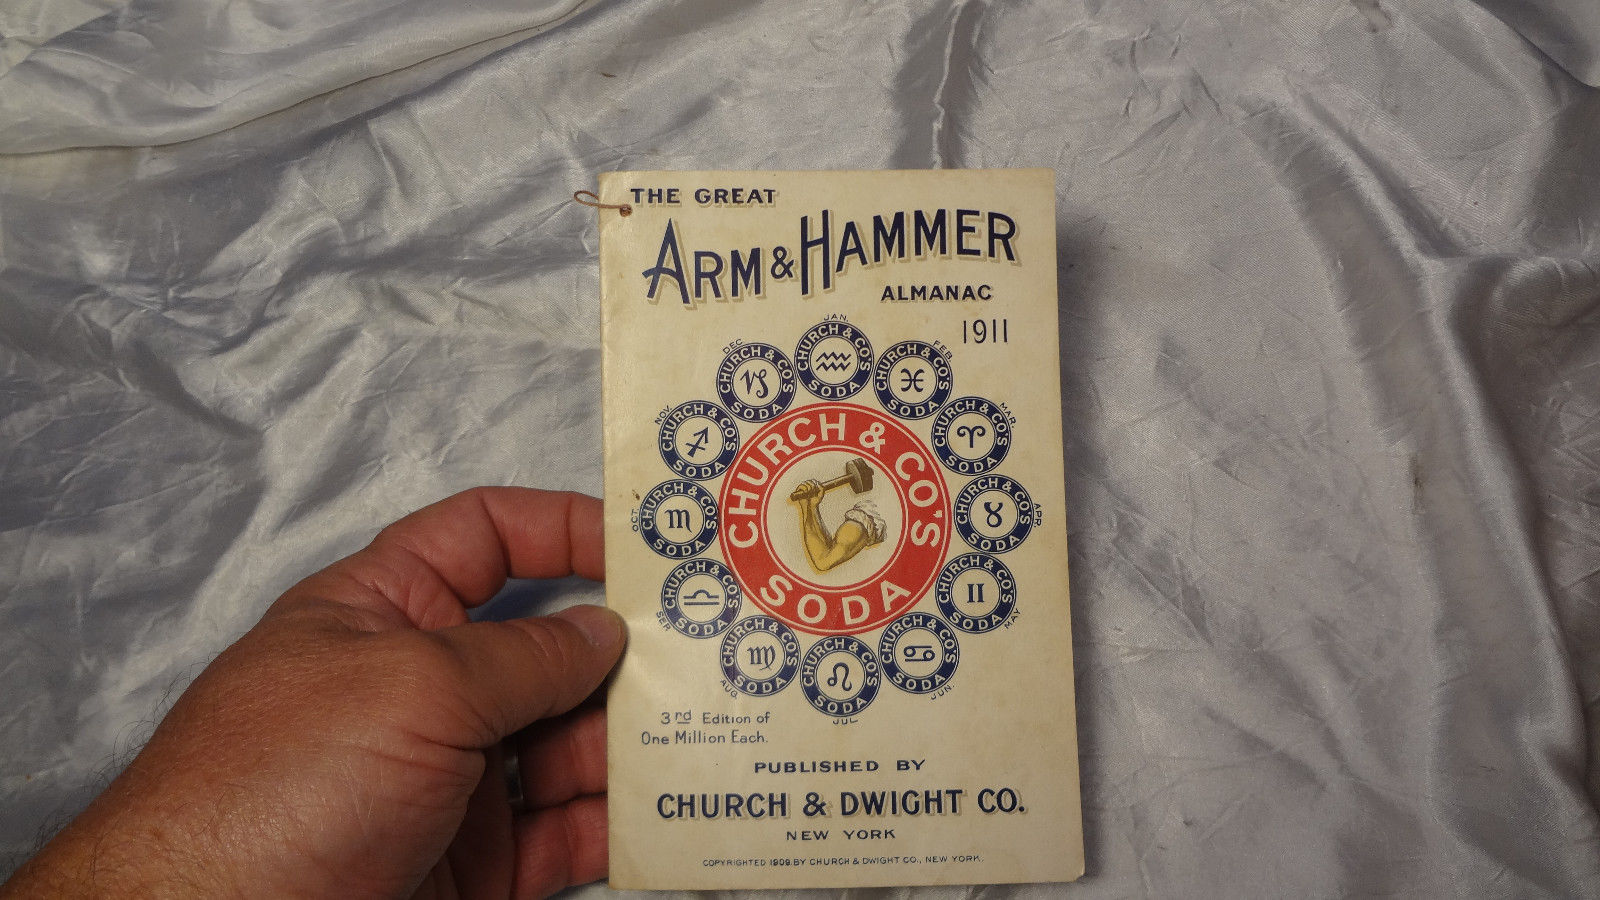 THE GREAT
ARM & HAMMER
ALMANAC
1911
JAN.
CHURCH & CO'S
SODA
FEB.
CHURCH & CO'S
SODA
MAR.
CHURCH & CO'S
SODA
APR.
CHURCH & CO'S
SODA
MAY
CHURCH & CO'S
SODA
JUN.
CHURCH & CO'S
SODA
JUL
CHURCH & CO'S
SODA
AUG.
CHURCH & CO'S
SODA
SEP.
CHURCH & CO'S
SODA
OCT.
CHURCH & CO'S
SODA
NOV.
CHURCH & CO'S
SODA
DEC
CHURCH & CO'S
SODA
CHURCH & CO'S
SODA
3rd Edition of
One Million Each.
PUBLISHED BY
CHURCH & DWIGHT CO.
NEW YORK
COPYRIGHTED 1909 BY CHURCH & DWIGHT CO., NEW YORK.